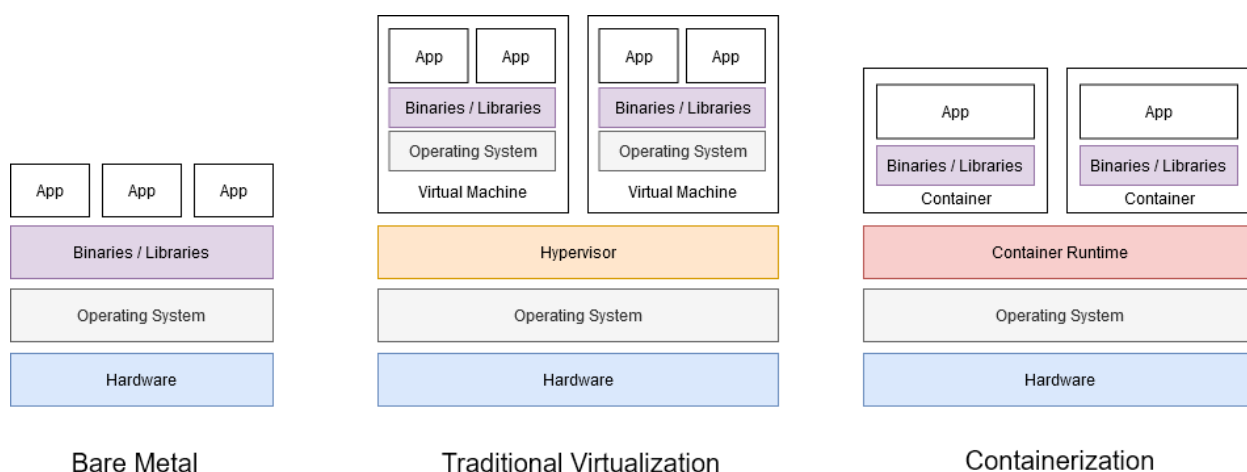 App
App
App
Binaries / Libraries
Operating System
Hardware
Bare Metal
App
App
Binaries / Libraries
Operating System
Virtual Machine
App
App
Binaries / Libraries
Operating System
Virtual Machine
Hypervisor
Operating System
Hardware
Traditional Virtualization
App
Binaries / Libraries
Container
App
Binaries / Libraries
Container
Container Runtime
Operating System
Hardware
Containerization